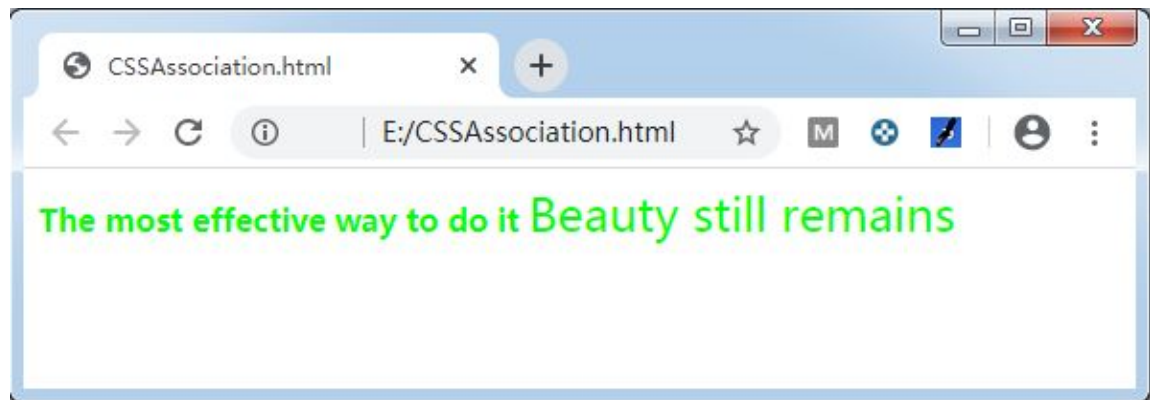 CSSAssociation.html
E:/CSSAssociation.html
M
The most effective way to do it Beauty still remains